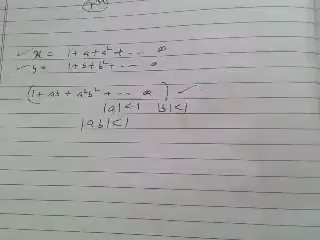 ✓ x = 1 + a + a² + --- ∞
✓ y = 1 + b + b² + --- ∞
(1 + ab + a²b² + --- ∞) ✓
|a| < 1 |b| < 1
|ab| < 1